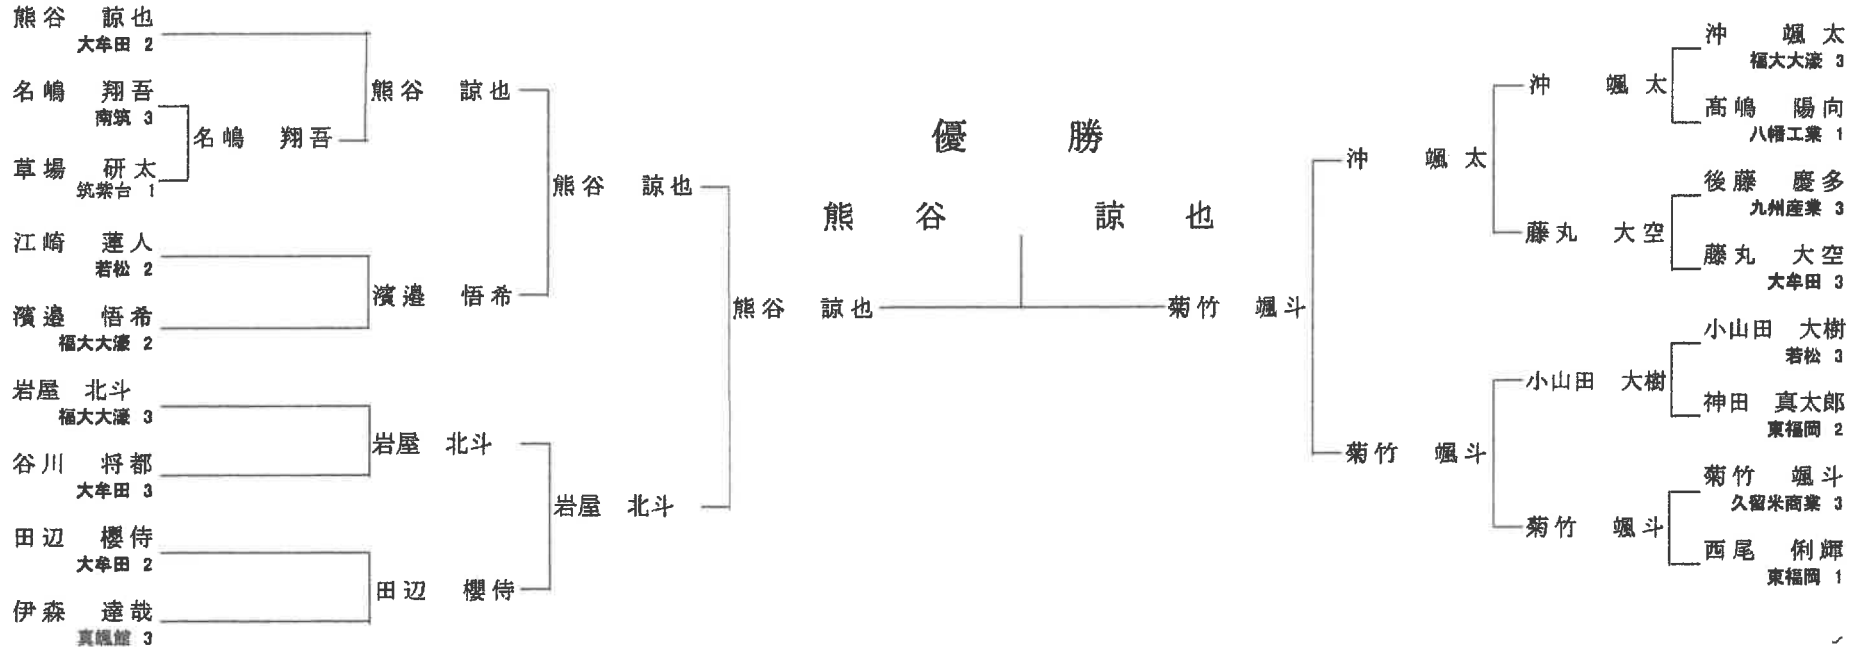 熊谷 諒也
大牟田 2
名嶋 翔吾
南筑 3
草場 研太
筑紫台 1
江崎 蓮人
若松 2
濱邉 悟希
福大大濠 2
岩屋 北斗
福大大濠 3
谷川 将都
大牟田 3
田辺 櫻侍
大牟田 2
伊森 達哉
真颯館 3
名嶋 翔吾
熊谷 諒也
濱邉 悟希
岩屋 北斗
田辺 櫻侍
熊谷 諒也
岩屋 北斗
熊谷 諒也
優 勝
熊 谷 諒 也
菊竹 颯斗
沖 颯太
菊竹 颯斗
沖 颯太
藤丸 大空
小山田 大樹
菊竹 颯斗
沖 颯太
福大大濠 3
髙嶋 陽向
八幡工業 1
後藤 慶多
九州産業 3
藤丸 大空
大牟田 3
小山田 大樹
若松 3
神田 真太郎
東福岡 2
菊竹 颯斗
久留米商業 3
西尾 俐輝
東福岡 1